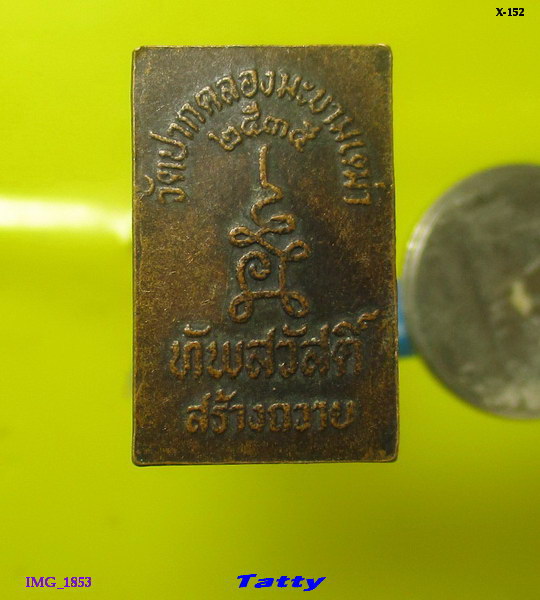 X-152
วัดปากคลองมะขามเฒ่า
๒๕๓๕
ทัพสวัสดิ์
สร้างถวาย
IMG_1853
Tatty